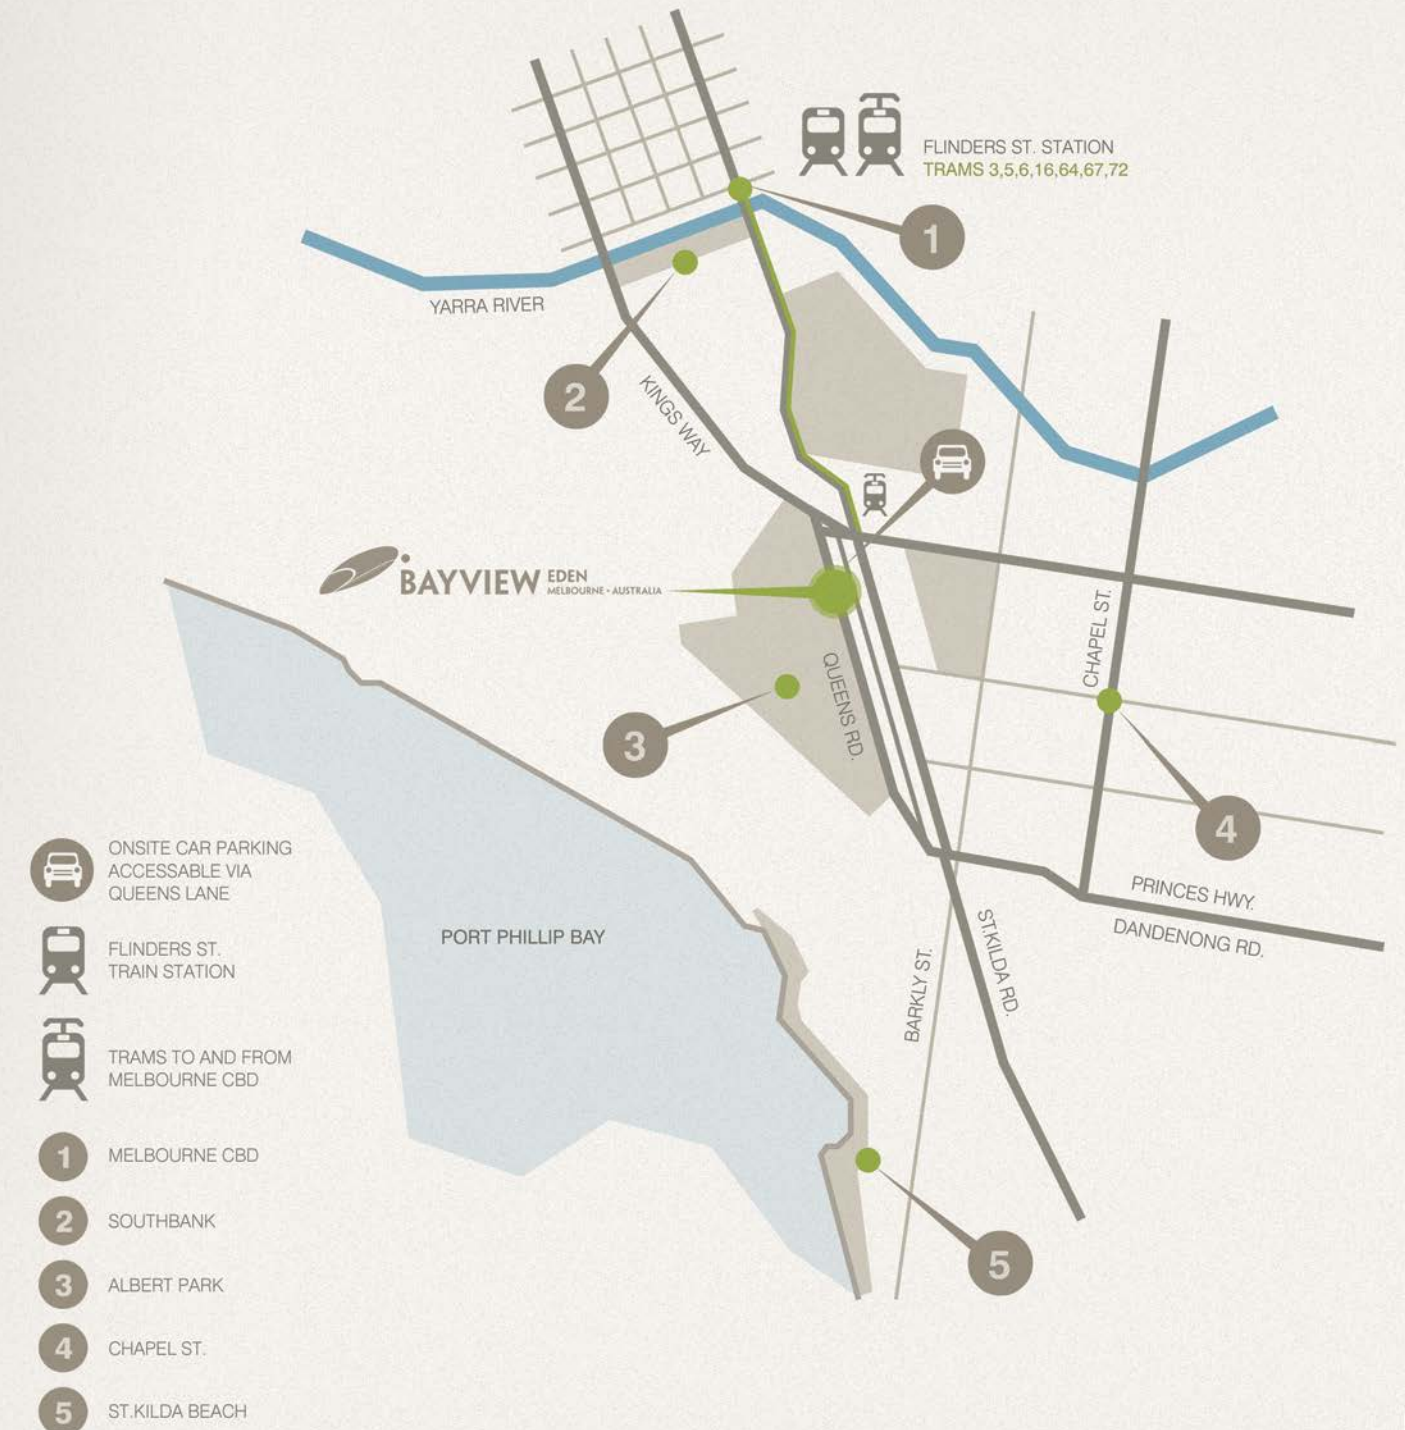 FLINDERS ST. STATION
TRAMS 3,5,6,16,64,67,72
1
YARRA RIVER
2
KINGS WAY
BAYVIEW EDEN
MELBOURNE • AUSTRALIA
CHAPEL ST.
QUEENS RD.
3
4
PRINCES HWY.
DANDENONG RD.
ST.KILDA RD.
BARKLY ST.
PORT PHILLIP BAY
5
ONSITE CAR PARKING
ACCESSABLE VIA
QUEENS LANE
FLINDERS ST.
TRAIN STATION
TRAMS TO AND FROM
MELBOURNE CBD
1 MELBOURNE CBD
2 SOUTHBANK
3 ALBERT PARK
4 CHAPEL ST.
5 ST.KILDA BEACH